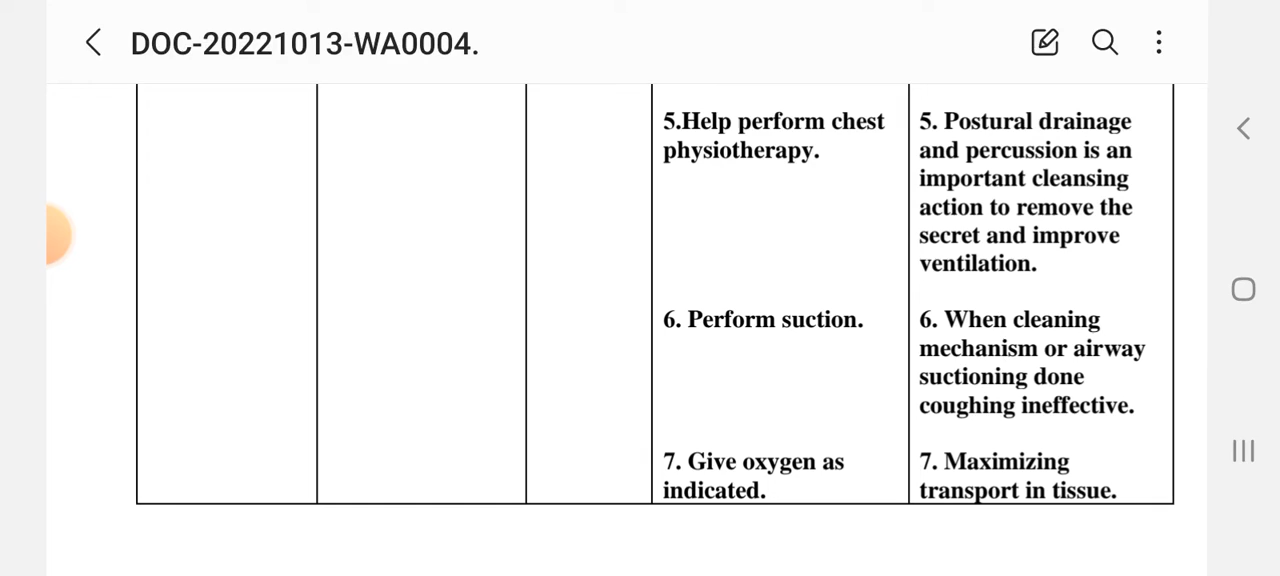 DOC-20221013-WA0004.
5.Help perform chest
physiotherapy.
5. Postural drainage
and percussion is an
important cleansing
action to remove the
secret and improve
ventilation.
6. Perform suction.
6. When cleaning
mechanism or airway
suctioning done
coughing ineffective.
7. Give oxygen as
indicated.
7. Maximizing
transport in tissue.